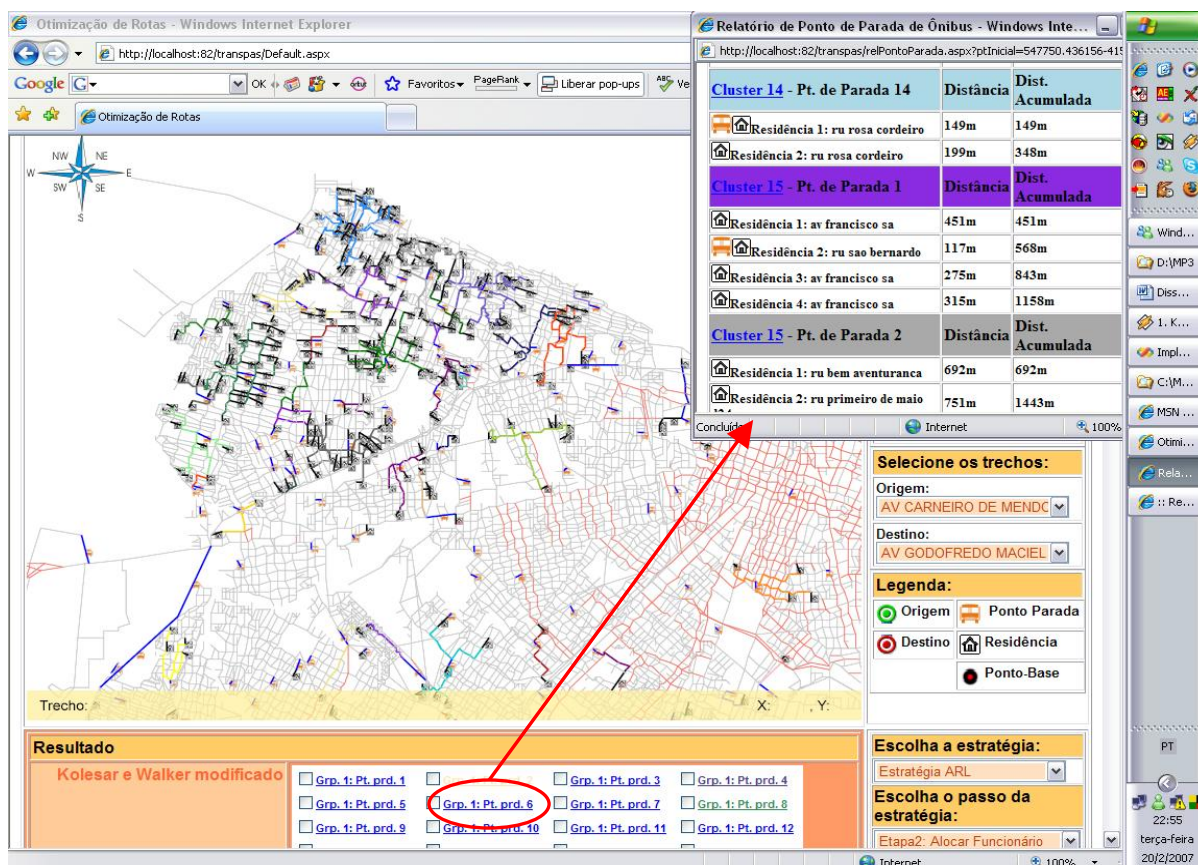 Otimização de Rotas - Windows Internet Explorer
http://localhost:82/transpas/Default.aspx
Google G OK Favoritos PageRank Liberar pop-ups ABC Ve
Otimização de Rotas
NW NE
W E
SW SE
S
Trecho: X: , Y:
Relatório de Ponto de Parada de Ônibus - Windows Inte...
http://localhost:82/transpas/relPontoParada.aspx?ptInicial=547750.436156-415
Cluster 14 - Pt. de Parada 14 Distância Dist. Acumulada
Residência 1: ru rosa cordeiro 149m 149m
Residência 2: ru rosa cordeiro 199m 348m
Cluster 15 - Pt. de Parada 1 Distância Dist. Acumulada
Residência 1: av francisco sa 451m 451m
Residência 2: ru sao bernardo 117m 568m
Residência 3: av francisco sa 275m 843m
Residência 4: av francisco sa 315m 1158m
Cluster 15 - Pt. de Parada 2 Distância Dist. Acumulada
Residência 1: ru bem aventuranca 692m 692m
Residência 2: ru primeiro de maio 751m 1443m
Concluído Internet 100%
Selecione os trechos:
Origem:
AV CARNEIRO DE MENDC
Destino:
AV GODOFREDO MACIEL
Legenda:
Origem Ponto Parada
Destino Residência
Ponto-Base
Resultado
Kolesar e Walker modificado
Grp. 1: Pt. prd. 1 Grp. 1: Pt. prd. 3 Grp. 1: Pt. prd. 4
Grp. 1: Pt. prd. 5 Grp. 1: Pt. prd. 6 Grp. 1: Pt. prd. 7 Grp. 1: Pt. prd. 8
Grp. 1: Pt. prd. 9 Grp. 1: Pt. prd. 10 Grp. 1: Pt. prd. 11 Grp. 1: Pt. prd. 12
Escolha a estratégia:
Estratégia ARL
Escolha o passo da
estratégia:
Etapa2: Alocar Funcionário
Internet 100%
Wind...
D:\MP3
Diss...
1. K...
Impl...
C:\M...
MSN ...
Otimi...
Rela...
:: Re...
PT
22:55
terça-feira
20/2/2007